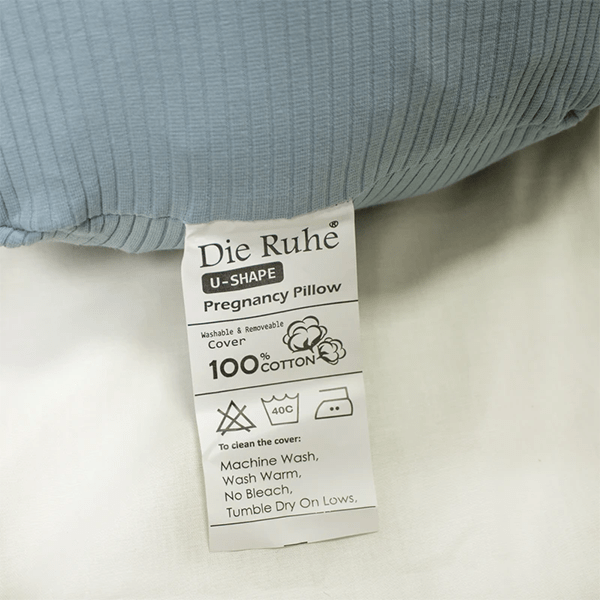 Die Ruhe®
U-SHAPE
Pregnancy Pillow
Washable & Removeable
Cover
100% COTTON
40C
To clean the cover:
Machine Wash,
Wash Warm,
No Bleach,
Tumble Dry On Lows,